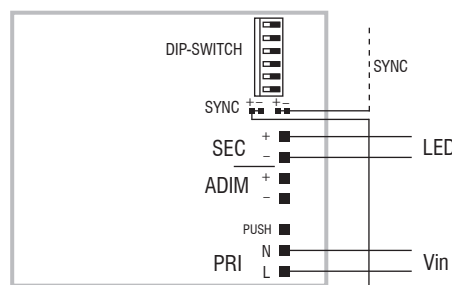 DIP-SWITCH
SYNC
SYNC + - + -
SEC + -
LED
ADIM + -
PUSH
PRI N L
Vin